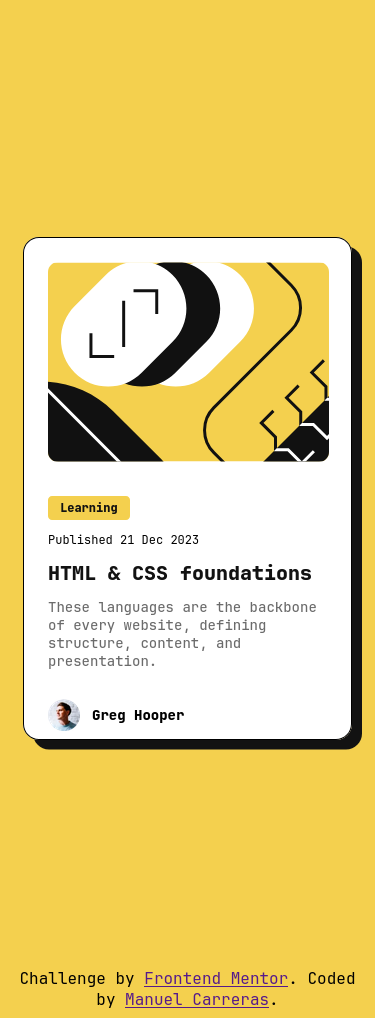 Learning
Published 21 Dec 2023
HTML & CSS foundations
These languages are the backbone
of every website, defining
structure, content, and
presentation.
Greg Hooper
Challenge by Frontend Mentor. Coded
by Manuel Carreras.